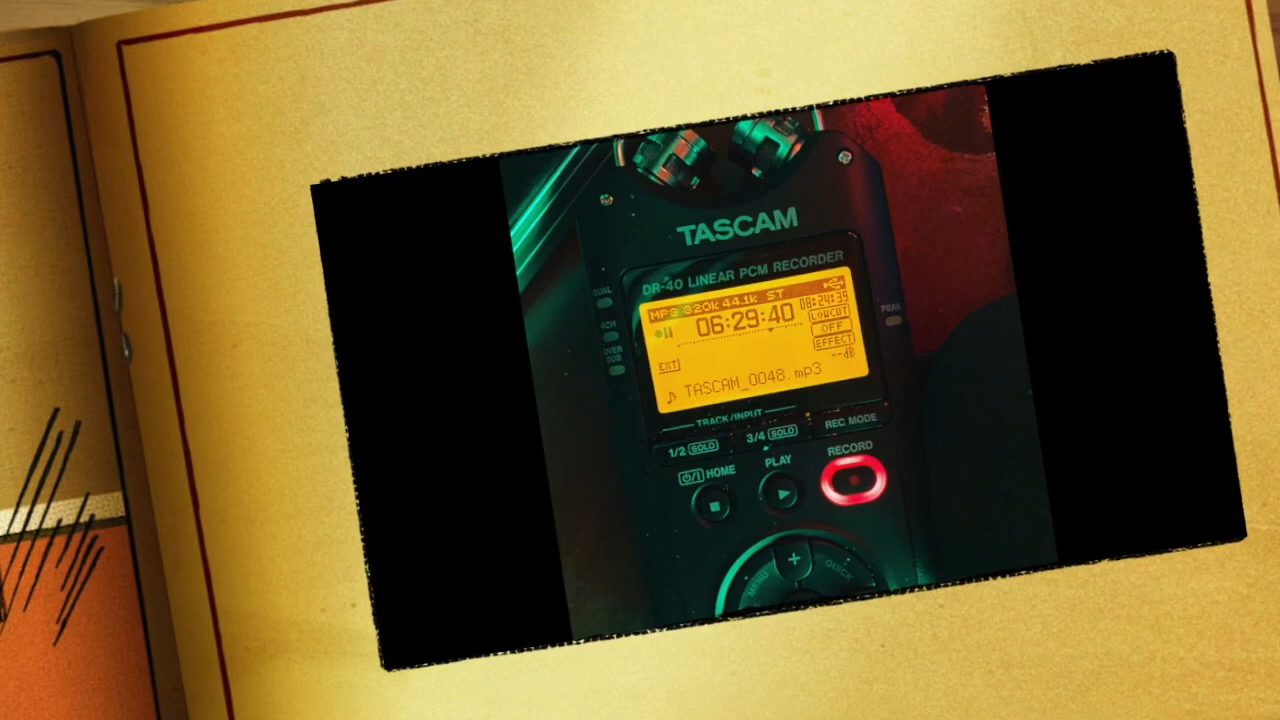 TASCAM
DR-40 LINEAR PCM RECORDER
MP3 320k 44.1k ST
06:29:40
08:24:39
LOWCUT
OFF
EFFECT
--dB
EXT
TASCAM_0048.mp3
DUAL
4CH
OVER
DUB
PEAK
TRACK/INPUT
1/2 SOLO
3/4 SOLO
REC MODE
HOME
PLAY
RECORD
MENU
+
QUICK